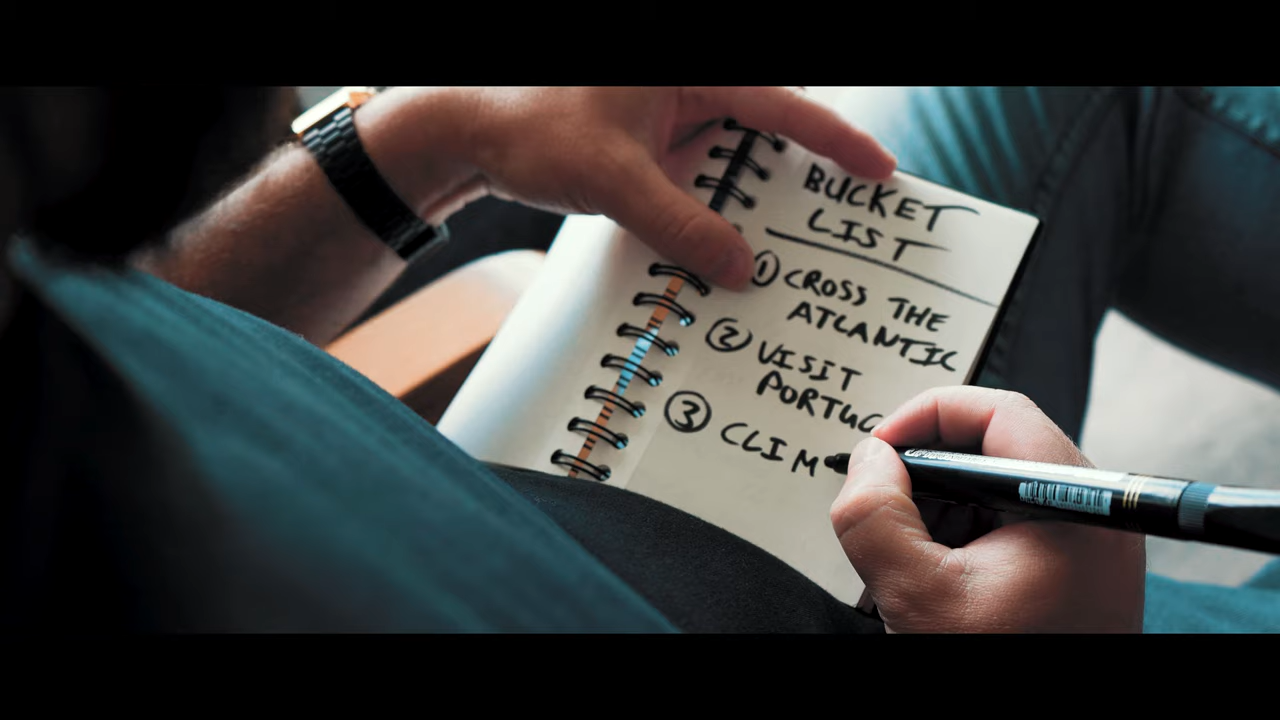 BUCKET
LIST
① CROSS THE
ATLANTIC
② VISIT
PORTUG
③ CLIM